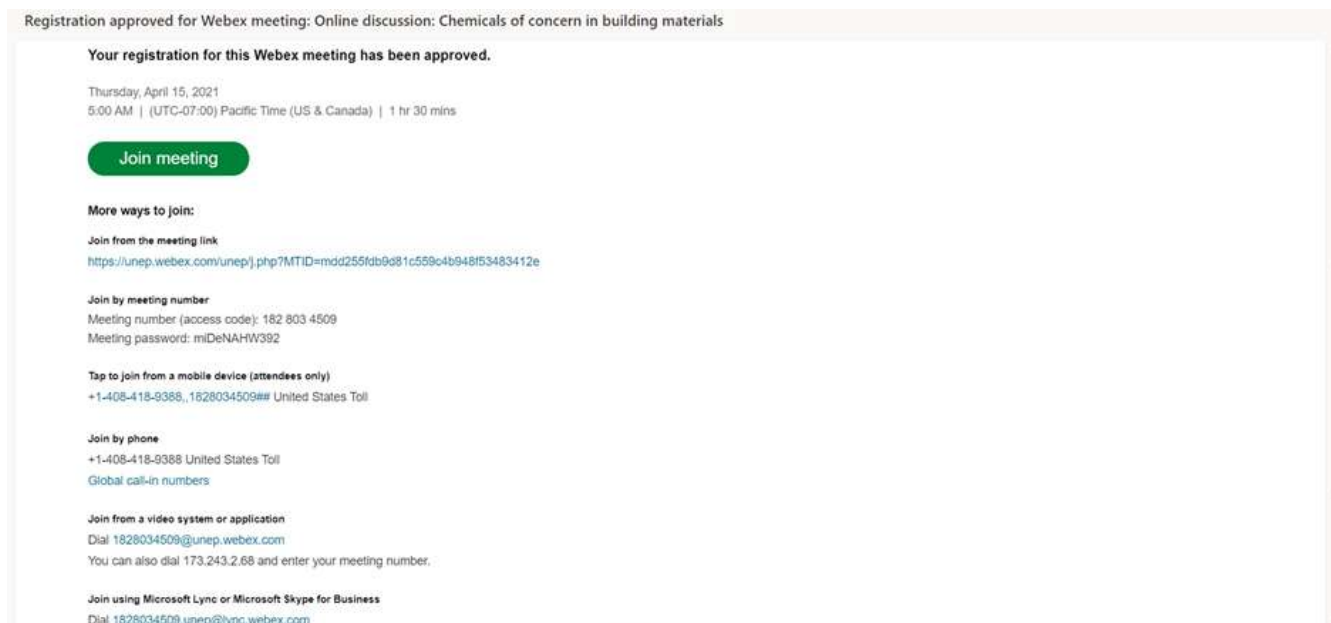 Registration approved for Webex meeting: Online discussion: Chemicals of concern in building materials
Your registration for this Webex meeting has been approved.
Thursday, April 15, 2021
5:00 AM | (UTC-07:00) Pacific Time (US & Canada) | 1 hr 30 mins
Join meeting
More ways to join:
Join from the meeting link
https://unep.webex.com/unep/j.php?MTID=mdd255fdb9d81c559c4b948f53483412e
Join by meeting number
Meeting number (access code): 182 803 4509
Meeting password: miDeNAHW392
Tap to join from a mobile device (attendees only)
+1-408-418-9388,,1828034509## United States Toll
Join by phone
+1-408-418-9388 United States Toll
Global call-in numbers
Join from a video system or application
Dial 1828034509@unep.webex.com
You can also dial 173.243.2.68 and enter your meeting number.
Join using Microsoft Lync or Microsoft Skype for Business
Dial 1828034509.unep@lync.webex.com